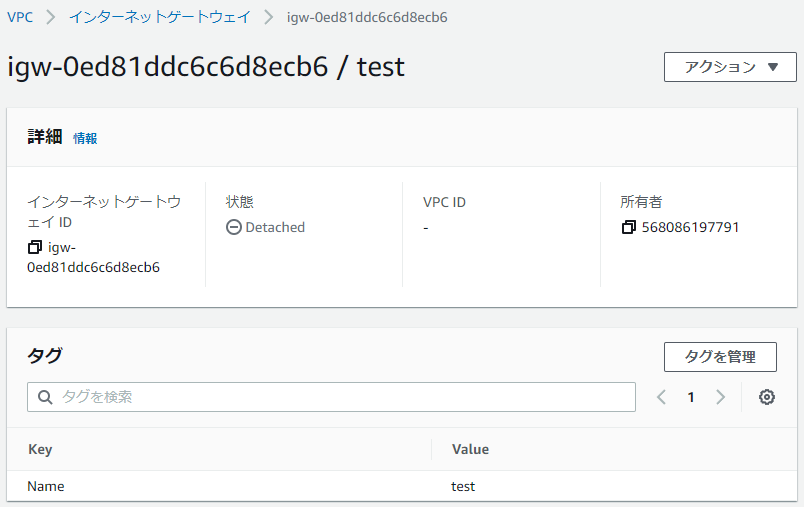 VPC > インターネットゲートウェイ > igw-0ed81ddc6c6d8ecb6
igw-0ed81ddc6c6d8ecb6 / test
アクション ▼
詳細 情報
インターネットゲートウ
ェイ ID
igw-
0ed81ddc6c6d8ecb6
状態
Detached
VPC ID
-
所有者
568086197791
タグ
タグを管理
タグを検索
1
Key Value
Name test